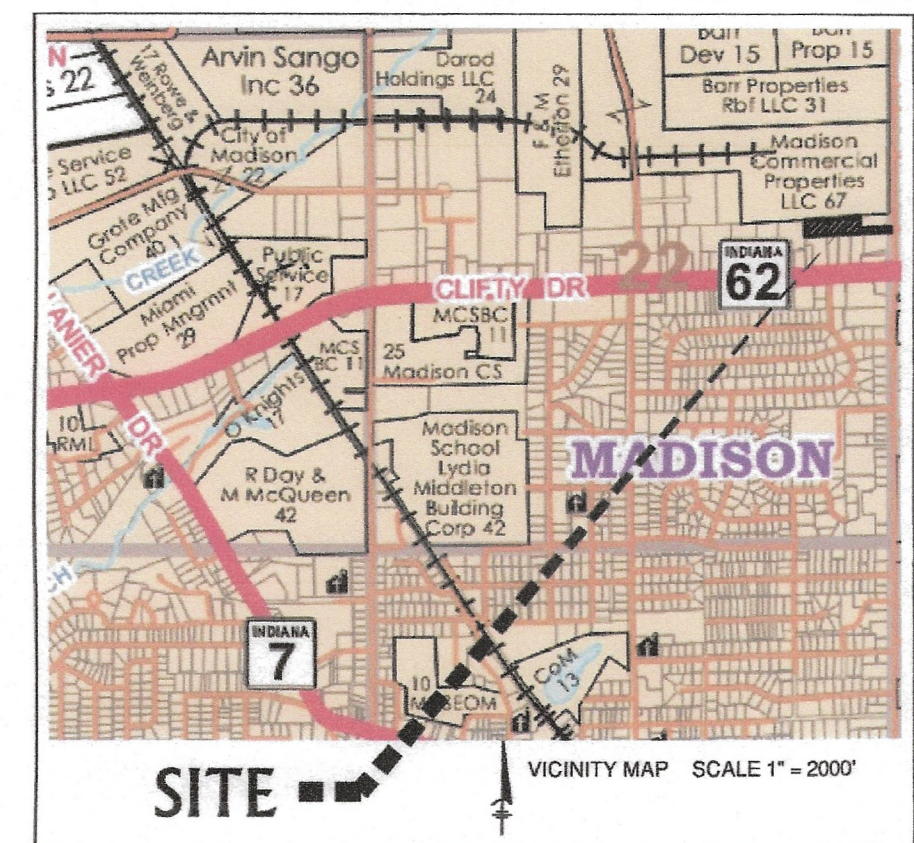 N
s 22
17 Rowe &
Weinberg
Arvin Sango
Inc 36
Darod
Holdings LLC
24
F & M
Etherton 29
Barr
Dev 15
Barr
Prop 15
Barr Properties
Rbf LLC 31
City of
Madison
22
Madison
Commercial
Properties
LLC 67
e Service
LLC 52
Grote Mfg
Company
40
CREEK
Public
Service
17
Miami
Prop Mngmnt
29
CLIFTY DR
22
INDIANA
62
MCSBC
11
ANIER
DR
MCS
BC 11
25
Madison CS
O Knights
17
10
RMI
R Day &
M McQueen
42
Madison
School
Lydia
Middleton
Building
Corp 42
MADISON
CH
INDIANA
7
10
CoM
13
SITE
VICINITY MAP SCALE 1" = 2000'